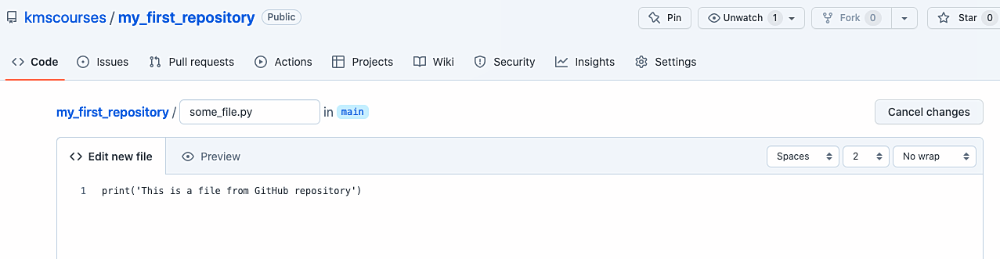 kmscourses / my_first_repository Public Pin Unwatch 1 Fork 0 Star 0
Code Issues Pull requests Actions Projects Wiki Security Insights Settings
my_first_repository / some_file.py in main Cancel changes
<> Edit new file Preview Spaces 2 No wrap
1 print('This is a file from GitHub repository')